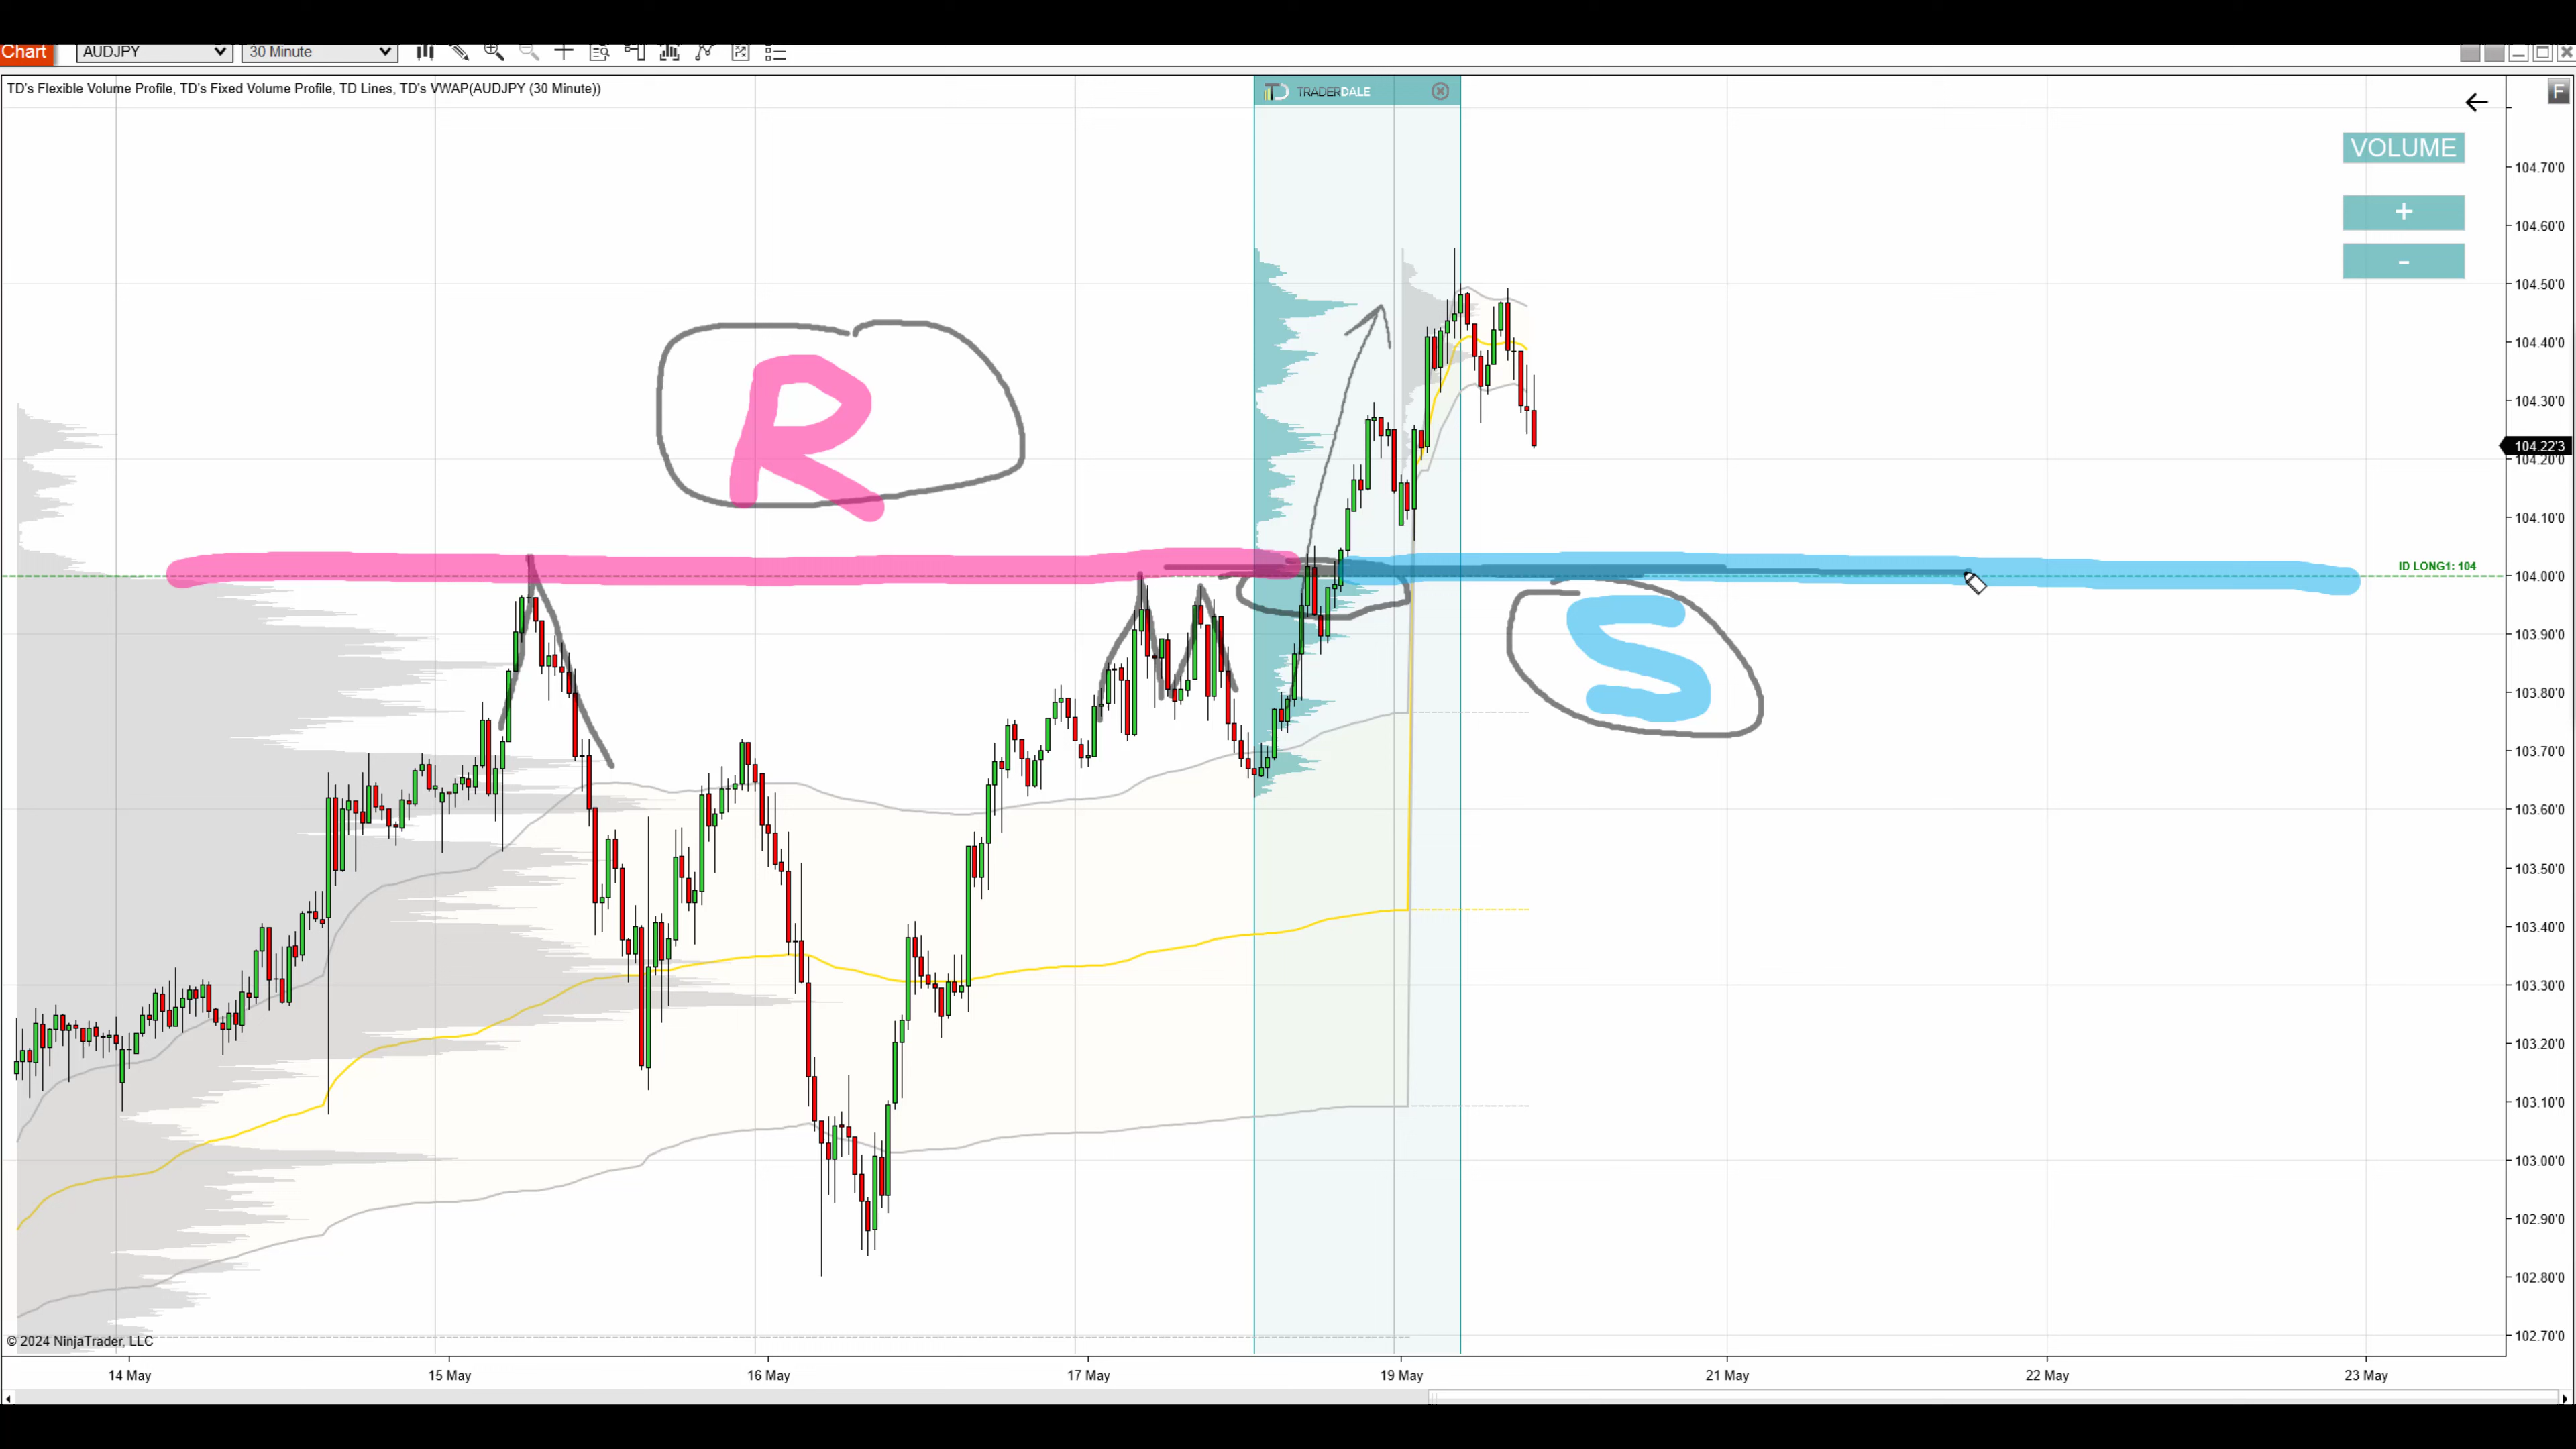 Chart AUDJPY 30 Minute
TD's Flexible Volume Profile, TD's Fixed Volume Profile, TD Lines, TD's VWAP(AUDJPY (30 Minute))
TRADERDALE
F
VOLUME
+
-
R
S
ID LONG1: 104
104.70'0
104.60'0
104.50'0
104.40'0
104.30'0
104.22'3
104.20'0
104.10'0
104.00'0
103.90'0
103.80'0
103.70'0
103.60'0
103.50'0
103.40'0
103.30'0
103.20'0
103.10'0
103.00'0
102.90'0
102.80'0
102.70'0
© 2024 NinjaTrader, LLC
14 May 15 May 16 May 17 May 19 May 21 May 22 May 23 May